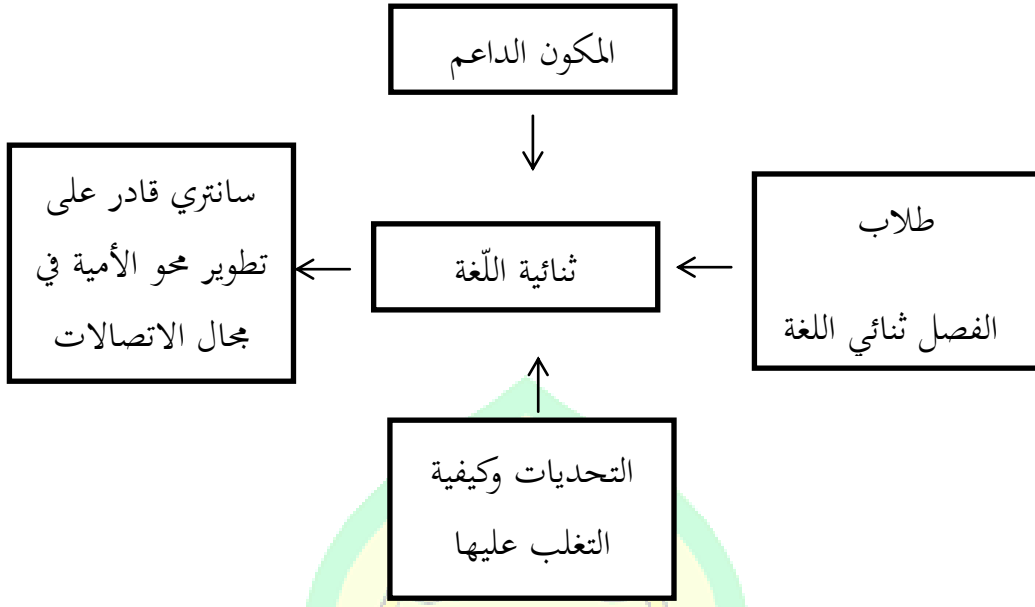 المكون الداعم
طلاب
الفصل ثنائي اللغة
ثنائية اللّغة
سانتري قادر على
تطوير محو الأمية في
مجال الاتصالات
التحديات وكيفية
التغلب عليها